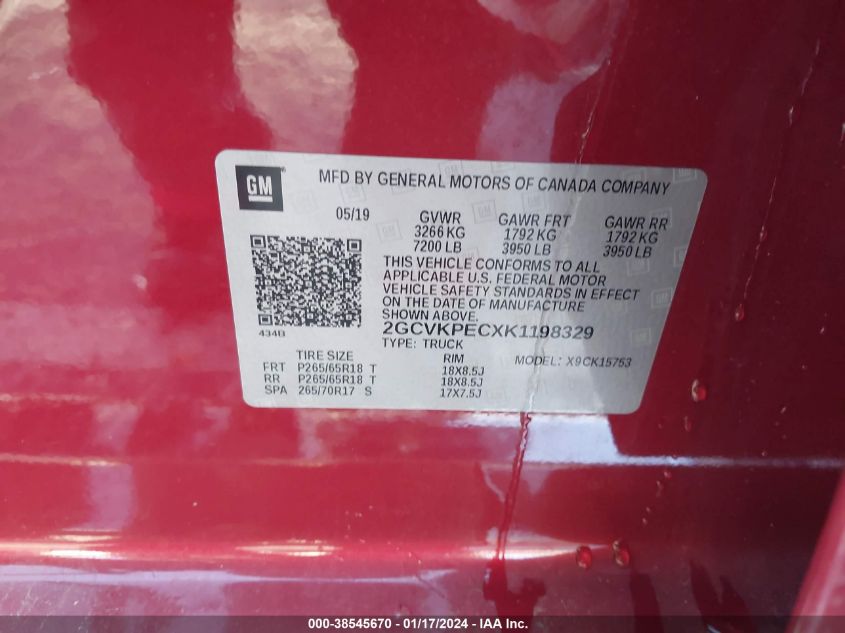 GM
MFD BY GENERAL MOTORS OF CANADA COMPANY
05/19 GVWR GAWR FRT GAWR RR
3266 KG 1792 KG 1792 KG
7200 LB 3950 LB 3950 LB
THIS VEHICLE CONFORMS TO ALL
APPLICABLE U.S. FEDERAL MOTOR
VEHICLE SAFETY STANDARDS IN EFFECT
ON THE DATE OF MANUFACTURE
SHOWN ABOVE.
434B
2GCVKPECXK1198329
TYPE: TRUCK
TIRE SIZE RIM MODEL: X9CK15753
FRT P265/65R18 T 18X8.5J
RR P265/65R18 T 18X8.5J
SPA 265/70R17 S 17X7.5J
000-38545670 - 01/17/2024 - IAA Inc.